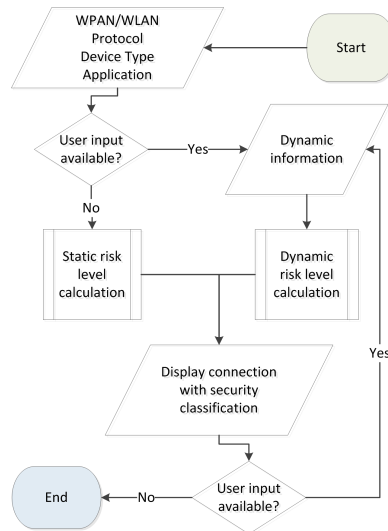 Start
WPAN/WLAN
Protocol
Device Type
Application
User input
available?
Yes
Dynamic
information
No
Static risk
level
calculation
Dynamic
risk level
calculation
Yes
Display connection
with security
classification
User input
available?
No
End